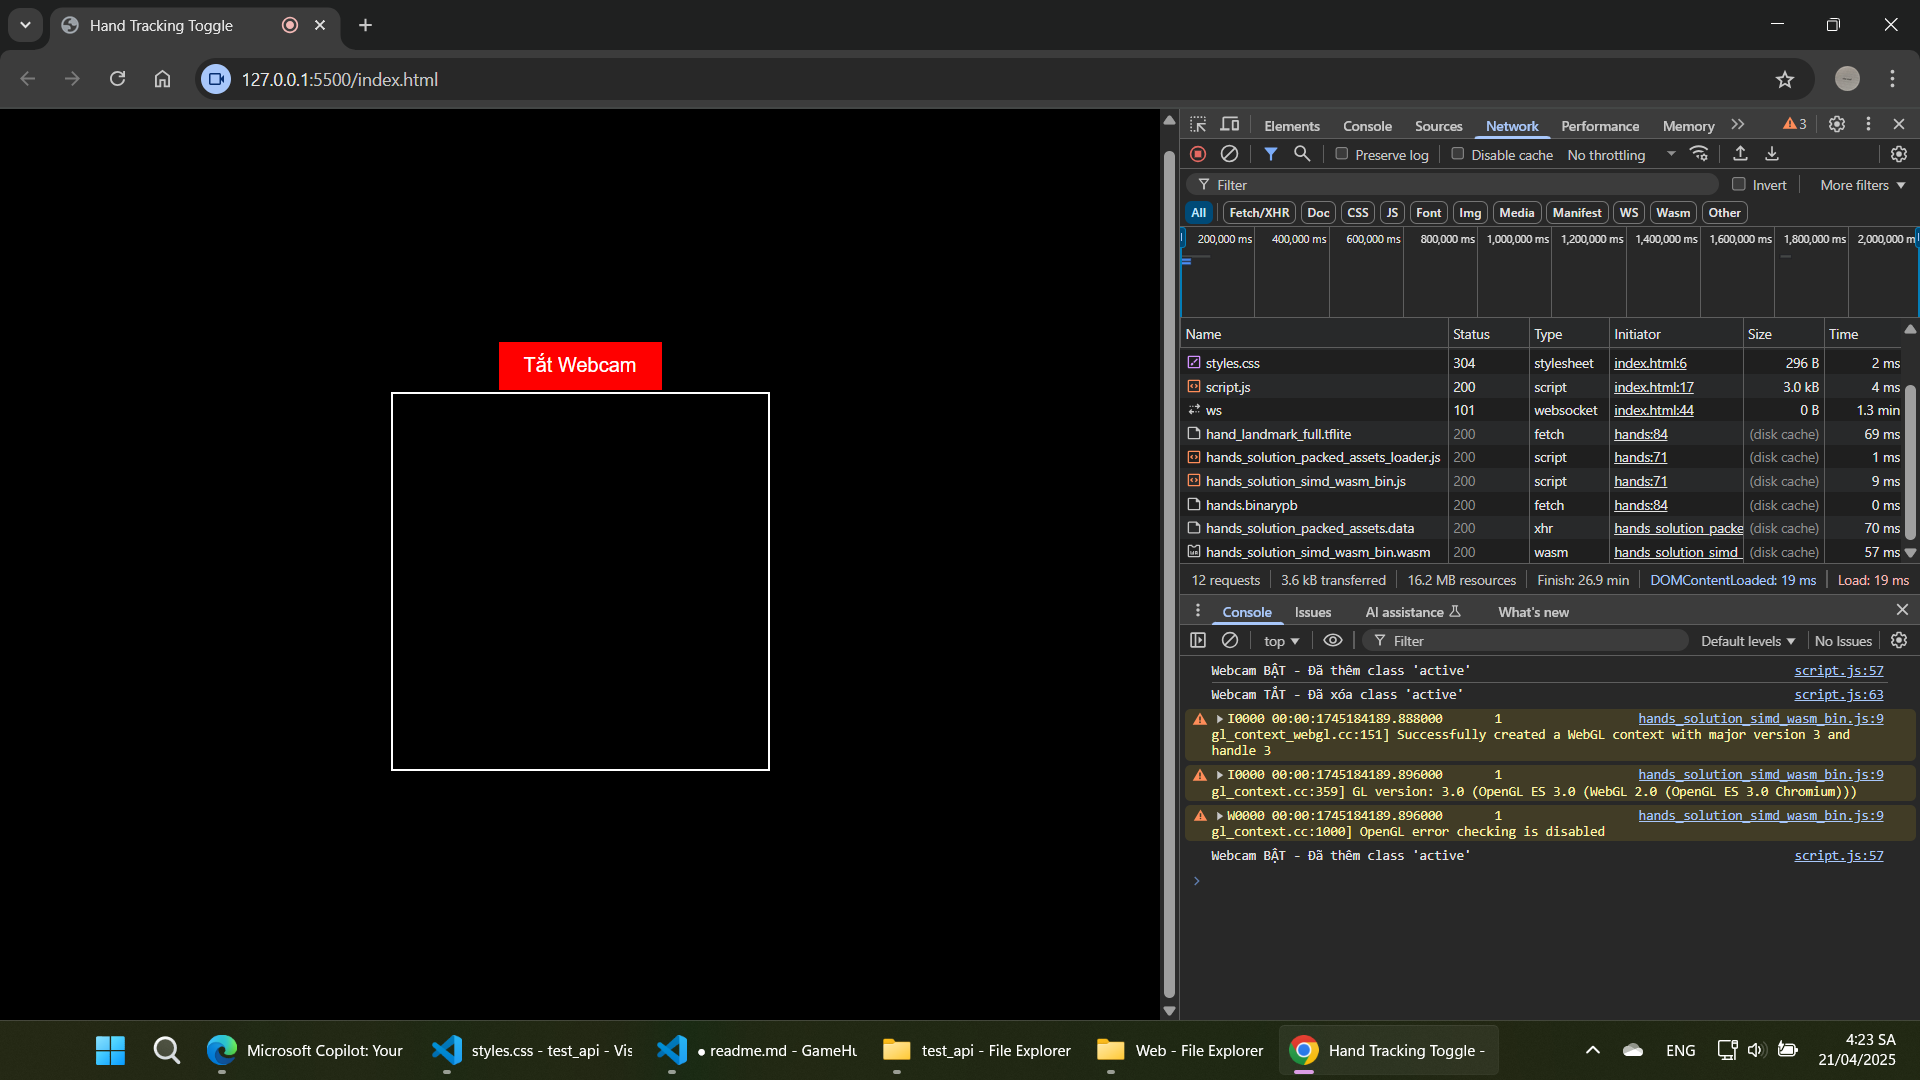 Hand Tracking Toggle
127.0.0.1:5500/index.html
Elements Console Sources Network Performance Memory 3
Preserve log Disable cache No throttling
Filter Invert More filters
All Fetch/XHR Doc CSS JS Font Img Media Manifest WS Wasm Other
200,000 ms 400,000 ms 600,000 ms 800,000 ms 1,000,000 ms 1,200,000 ms 1,400,000 ms 1,600,000 ms 1,800,000 ms 2,000,000 m
Name Status Type Initiator Size Time
styles.css 304 stylesheet index.html:6 296 B 2 ms
script.js 200 script index.html:17 3.0 kB 4 ms
ws 101 websocket index.html:44 0 B 1.3 min
hand_landmark_full.tflite 200 fetch hands:84 (disk cache) 69 ms
hands_solution_packed_assets_loader.js 200 script hands:71 (disk cache) 1 ms
hands_solution_simd_wasm_bin.js 200 script hands:71 (disk cache) 9 ms
hands.binarypb 200 fetch hands:84 (disk cache) 0 ms
hands_solution_packed_assets.data 200 xhr hands_solution_packe (disk cache) 70 ms
hands_solution_simd_wasm_bin.wasm 200 wasm hands_solution_simd_ (disk cache) 57 ms
12 requests 3.6 kB transferred 16.2 MB resources Finish: 26.9 min DOMContentLoaded: 19 ms Load: 19 ms
Console Issues AI assistance What's new
top Filter Default levels No Issues
Webcam BẬT - Đã thêm class 'active' script.js:57
Webcam TẮT - Đã xóa class 'active' script.js:63
I0000 00:00:1745184189.888000 1 hands_solution_simd_wasm_bin.js:9
gl_context_webgl.cc:151] Successfully created a WebGL context with major version 3 and
handle 3
I0000 00:00:1745184189.896000 1 hands_solution_simd_wasm_bin.js:9
gl_context.cc:359] GL version: 3.0 (OpenGL ES 3.0 (WebGL 2.0 (OpenGL ES 3.0 Chromium)))
W0000 00:00:1745184189.896000 1 hands_solution_simd_wasm_bin.js:9
gl_context.cc:1000] OpenGL error checking is disabled
Webcam BẬT - Đã thêm class 'active' script.js:57
Tắt Webcam
Microsoft Copilot: Your styles.css - test_api - Vis ● readme.md - GameHu test_api - File Explorer Web - File Explorer Hand Tracking Toggle - ENG
4:23 SA
21/04/2025